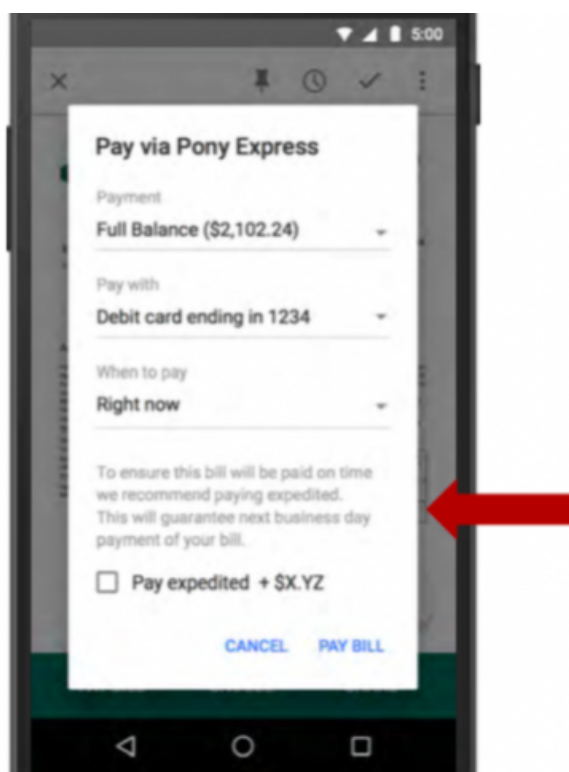 5:00
Pay via Pony Express
Payment
Full Balance ($2,102.24)
Pay with
Debit card ending in 1234
When to pay
Right now
To ensure this bill will be paid on time
we recommend paying expedited.
This will guarantee next business day
payment of your bill.
Pay expedited + $X.YZ
CANCEL PAY BILL